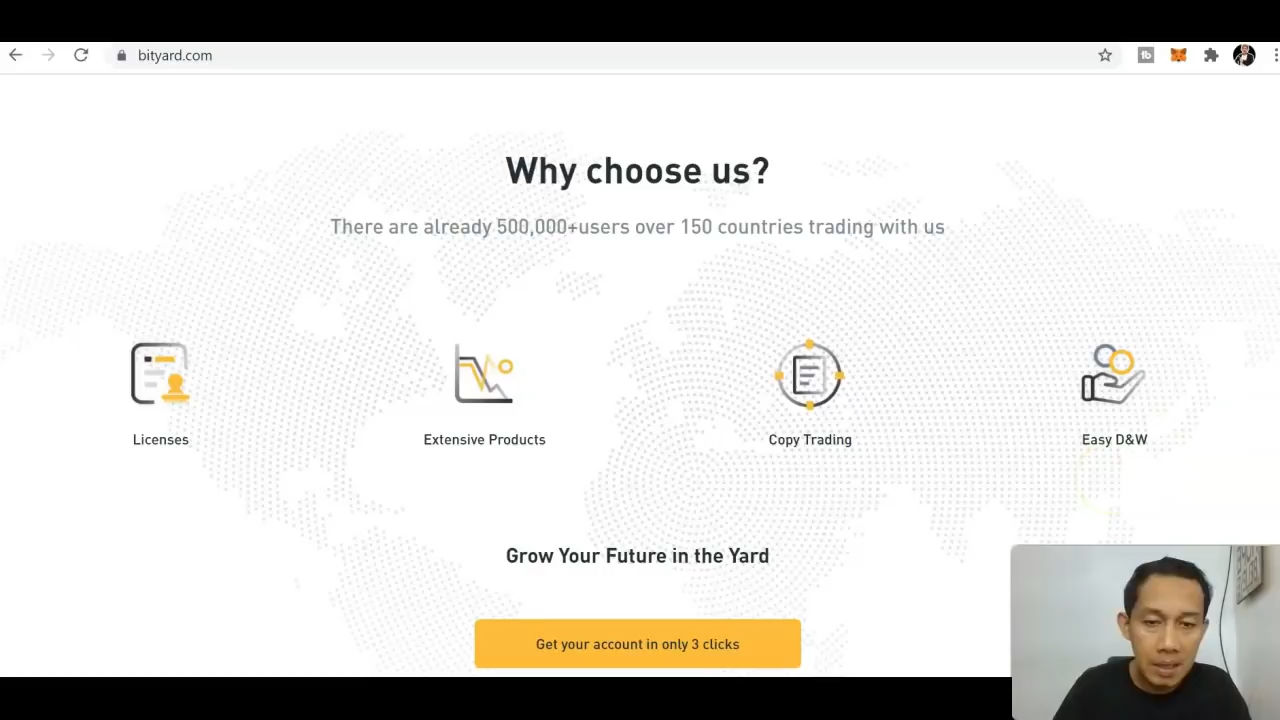 bityard.com
tb
Why choose us?
There are already 500,000+users over 150 countries trading with us
Licenses
Extensive Products
Copy Trading
Easy D&W
Grow Your Future in the Yard
Get your account in only 3 clicks